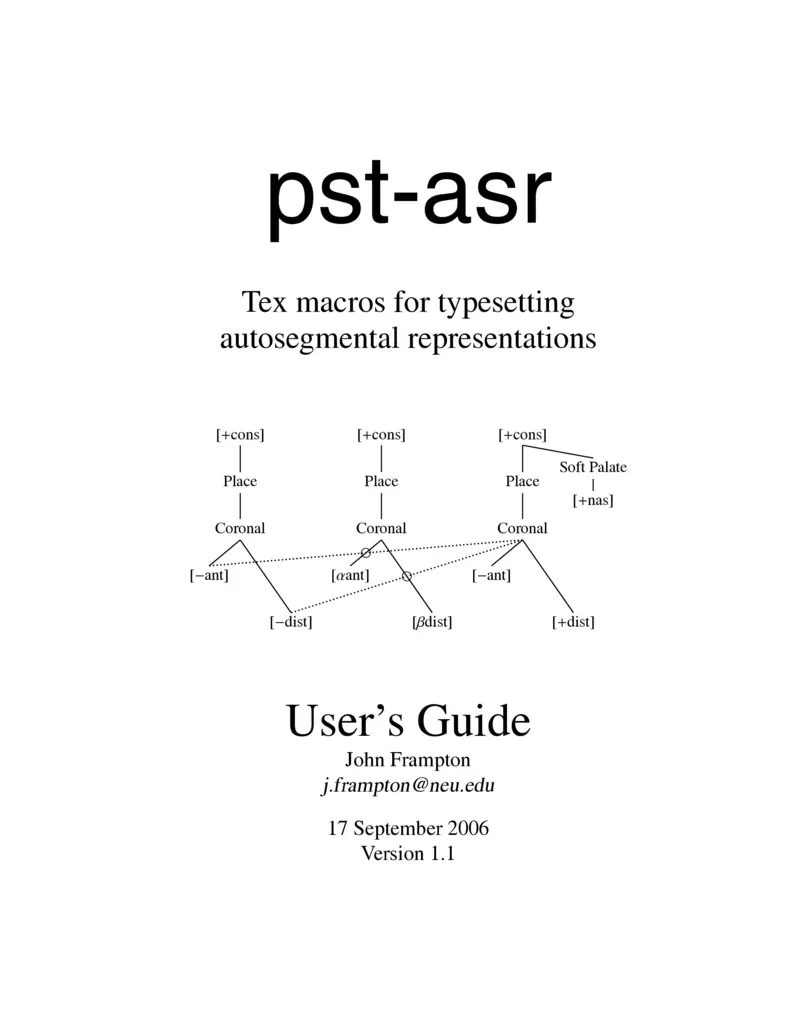 pst-asr
Tex macros for typesetting
autosegmental representations
[+cons] [+cons] [+cons]
Soft Palate
Place Place Place
[+nas]
Coronal Coronal Coronal
[−ant] [αant] [−ant]
[−dist] [βdist] [+dist]
User's Guide
John Frampton
j.frampton@neu.edu
17 September 2006
Version 1.1